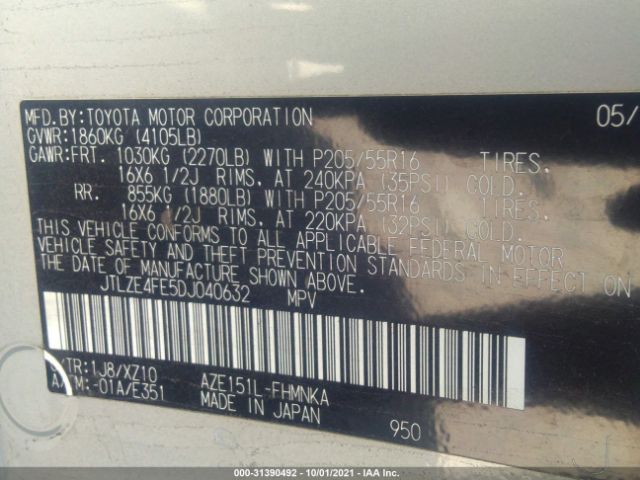 MFD.BY:TOYOTA MOTOR CORPORATION 05/
GVWR:1860KG (4105LB)
GAWR:FRT. 1030KG (2270LB) WITH P205/55R16 TIRES.
16X6 1/2J RIMS. AT 240KPA (35PSI) COLD.
RR. 855KG (1880LB) WITH P205/55R16 TIRES.
16X6 1/2J RIMS. AT 220KPA (32PSI) COLD.
THIS VEHICLE CONFORMS TO ALL APPLICABLE FEDERAL MOTOR
VEHICLE SAFETY AND THEFT PREVENTION STANDARDS IN EFFECT ON
THE DATE OF MANUFACTURE SHOWN ABOVE.
JTLZE4FE5DJ040632 MPV
C/TR:1J8/XZ10 AZE151L-FHMNKA
A/TM:-01A/E351 MADE IN JAPAN 950
000-31390492 - 10/01/2021 - IAA Inc.